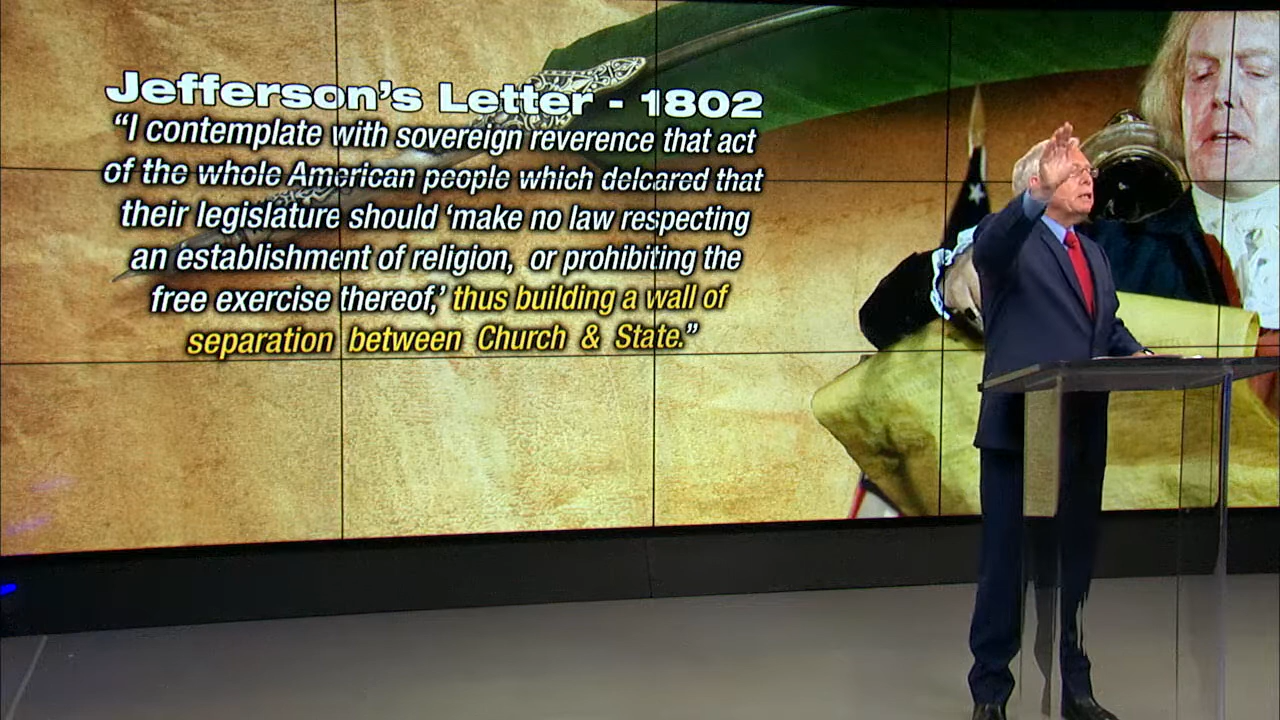 Jefferson's Letter - 1802
“I contemplate with sovereign reverence that act
of the whole American people which delcared that
their legislature should ‘make no law respecting
an establishment of religion, or prohibiting the
free exercise thereof,’ thus building a wall of
separation between Church & State.”